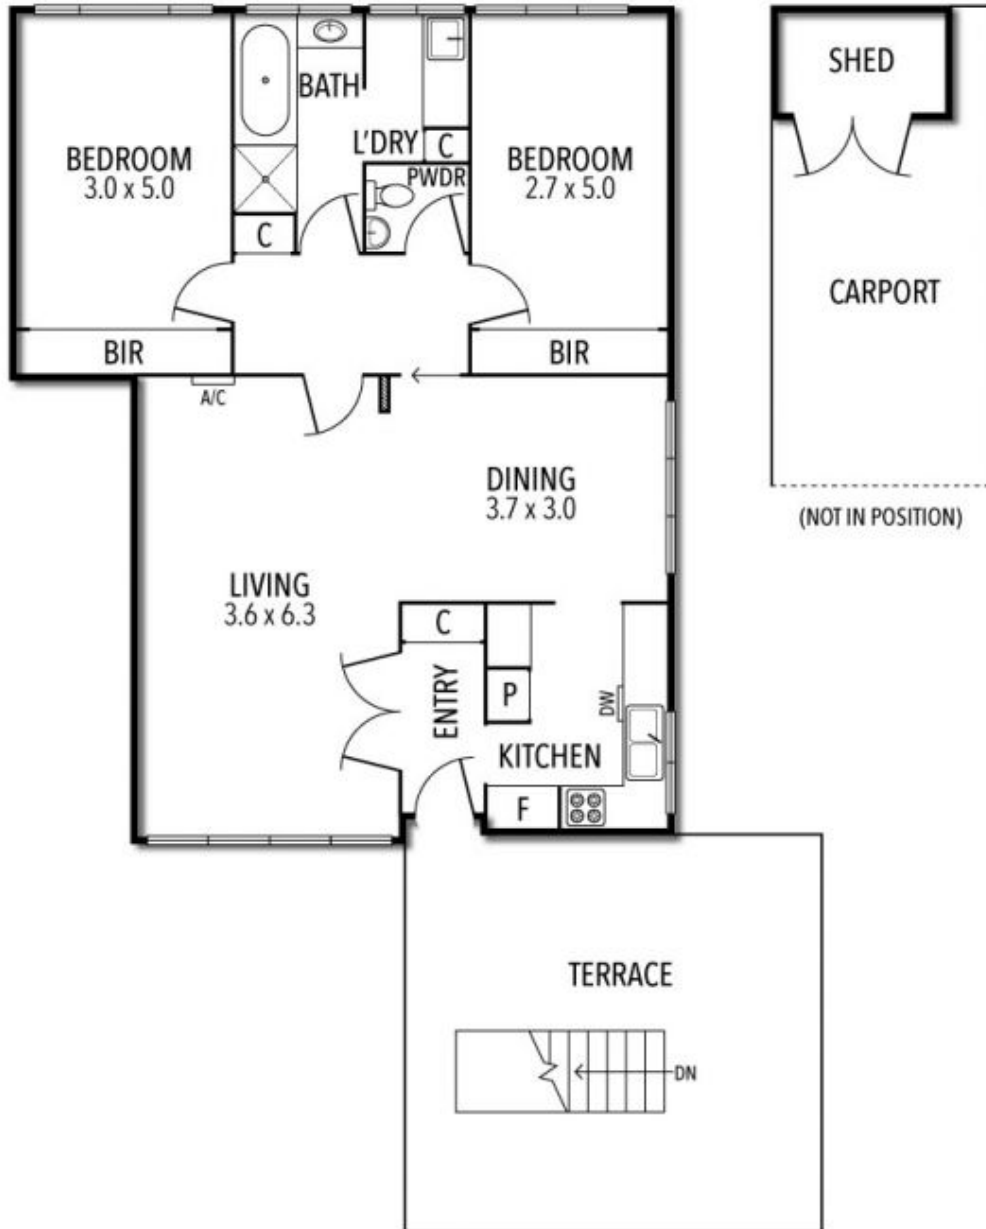 BATH
SHED
L'DRY
C
BEDROOM
3.0 x 5.0
BEDROOM
2.7 x 5.0
PWDR
C
CARPORT
BIR
BIR
A/C
DINING
3.7 x 3.0
(NOT IN POSITION)
LIVING
3.6 x 6.3
C
ENTRY
P
DW
KITCHEN
F
TERRACE
DN